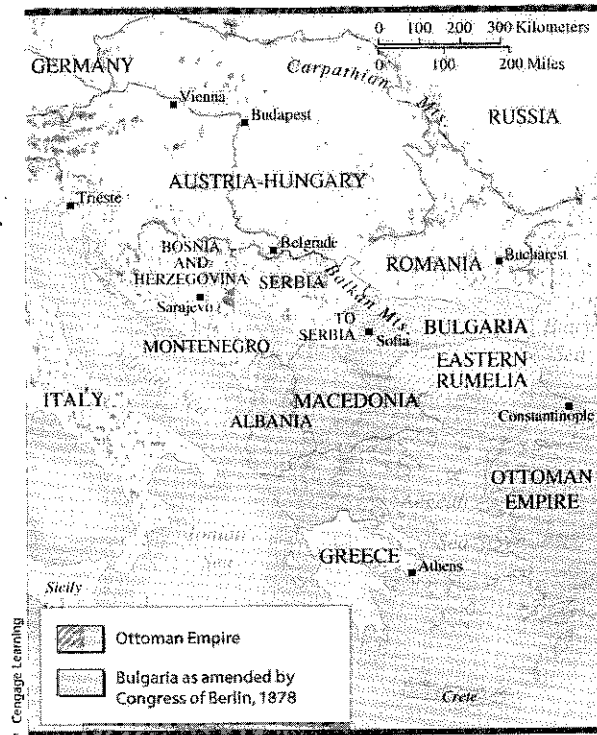 0 100 200 300 Kilometers
0 100 200 Miles
GERMANY
Carpathian Mts.
Vienna
Budapest
RUSSIA
AUSTRIA-HUNGARY
Trieste
BOSNIA
AND
HERZEGOVINA
Belgrade
SERBIA
ROMANIA
Bucharest
Sarajevo
Balkan Mts.
TO
SERBIA
Sofia
BULGARIA
MONTENEGRO
EASTERN
RUMELIA
ITALY
MACEDONIA
ALBANIA
Constantinople
OTTOMAN
EMPIRE
GREECE
Athens
Sicily
Crete
Ottoman Empire
Bulgaria as amended by
Congress of Berlin, 1878
Cengage Learning